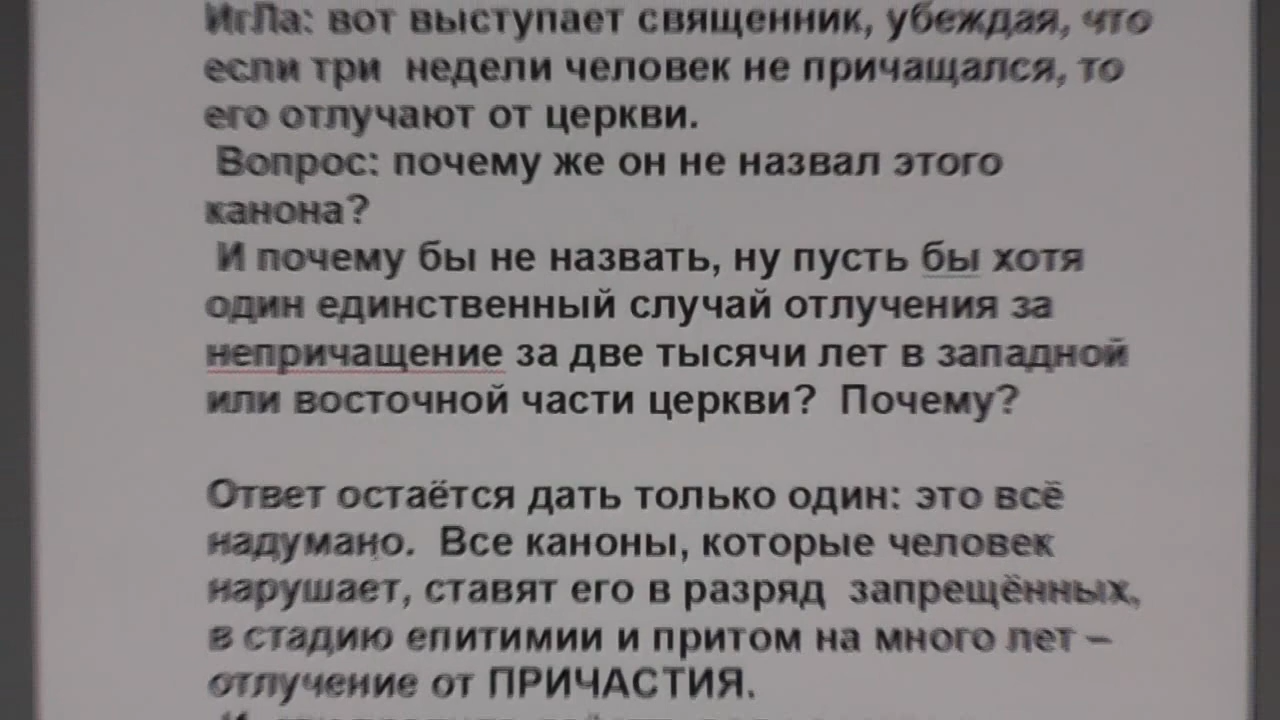 ИгЛа: вот выступает священник, убеждая, что
если три недели человек не причащался, то
его отлучают от церкви.
Вопрос: почему же он не назвал этого
канона?
И почему бы не назвать, ну пусть бы хотя
один единственный случай отлучения за
непричащение за две тысячи лет в западной
или восточной части церкви? Почему?
Ответ остаётся дать только один: это всё
надумано. Все каноны, которые человек
нарушает, ставят его в разряд запрещённых,
в стадию епитимии и притом на много лет –
отлучение от ПРИЧАСТИЯ.